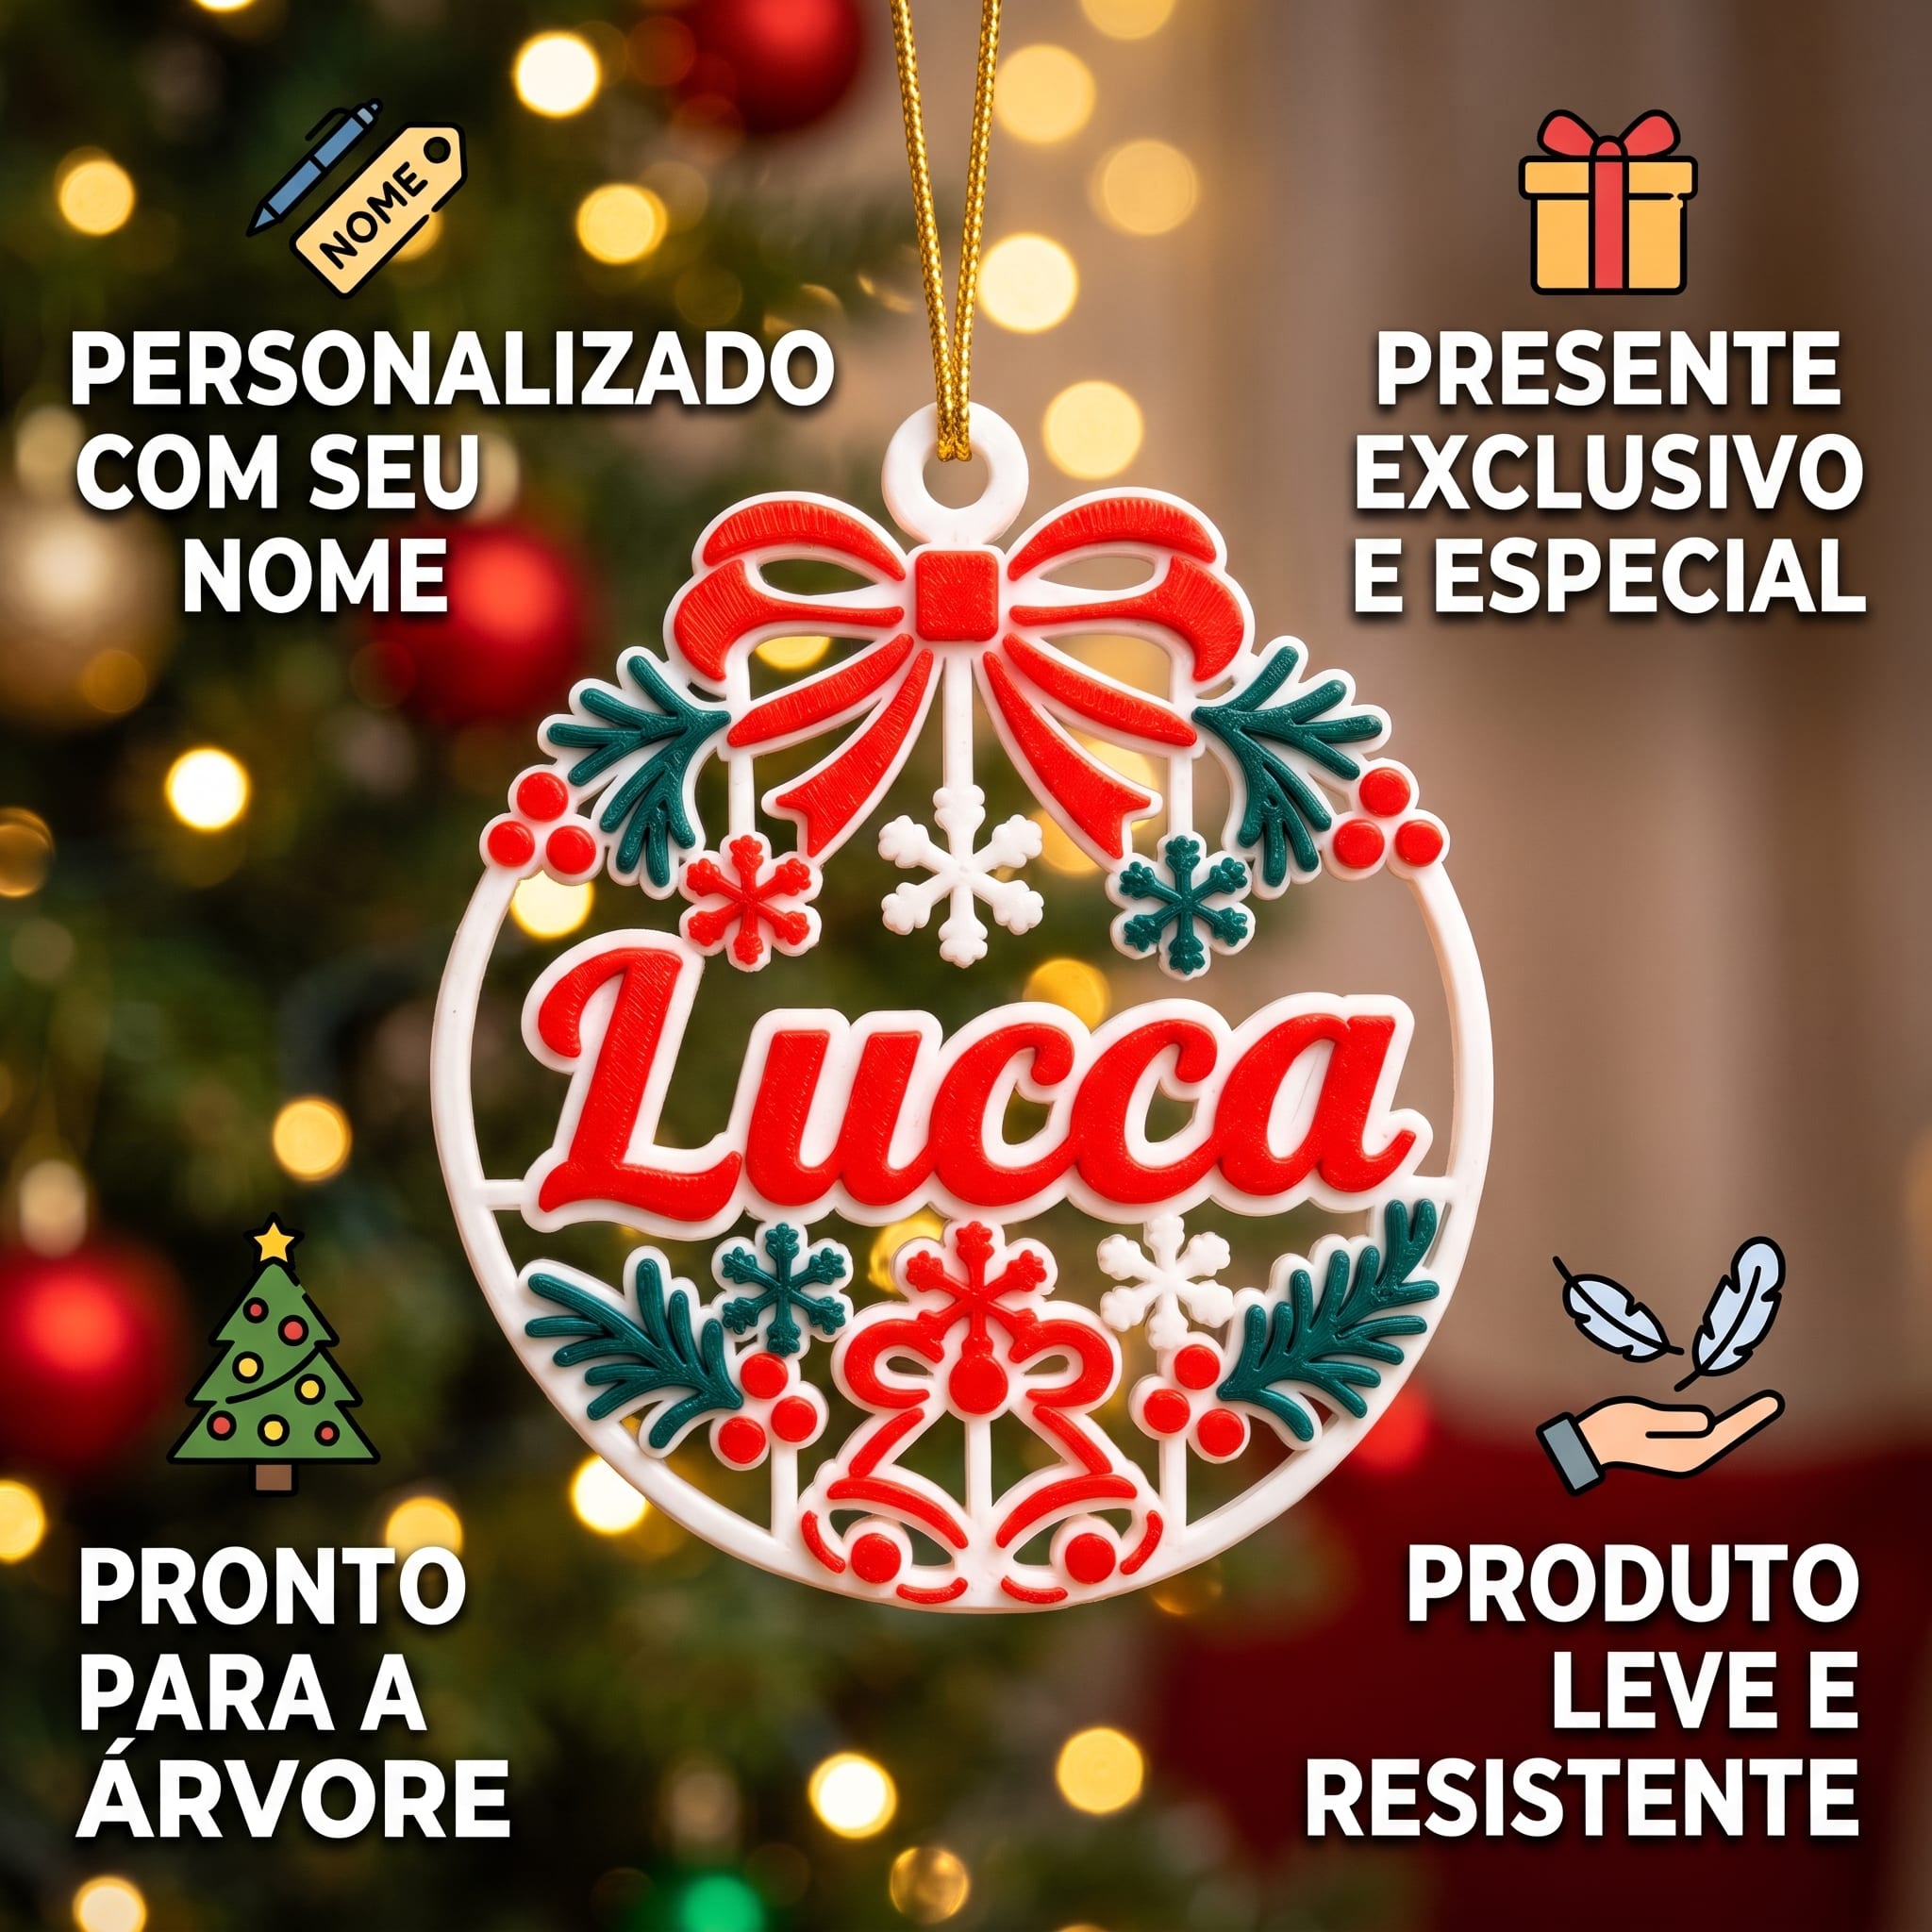 NOME
PERSONALIZADO
COM SEU
NOME
PRESENTE
EXCLUSIVO
E ESPECIAL
Lucca
PRONTO
PARA A
ÁRVORE
PRODUTO
LEVE E
RESISTENTE